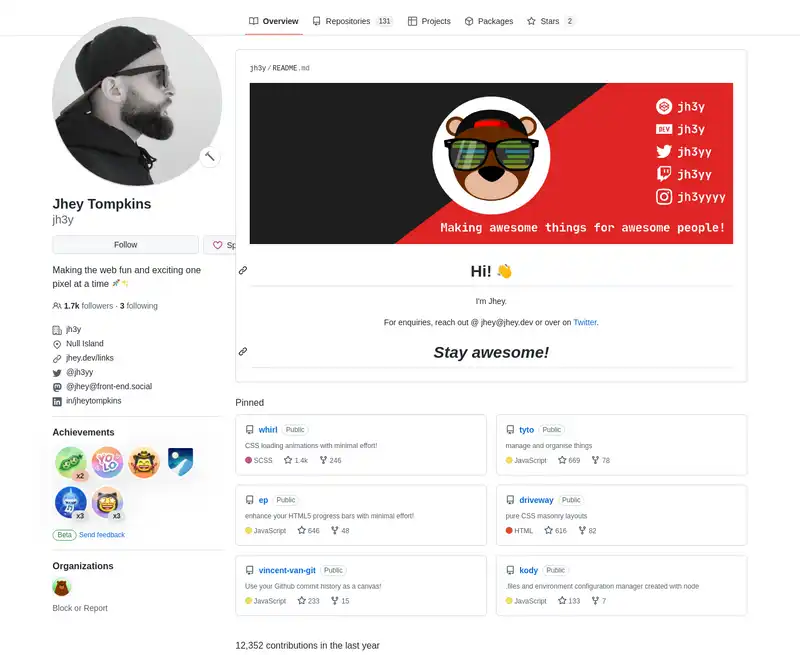 Overview
Repositories 131
Projects
Packages
Stars 2
Jhey Tompkins
jh3y
Follow
Sp
Making the web fun and exciting one
pixel at a time
1.7k followers · 3 following
jh3y
Null Island
jhey.dev/links
@jh3yy
@jhey@front-end.social
in/jheytompkins
Achievements
YOLO
x2
x3
x3
Beta Send feedback
Organizations
Block or Report
jh3y/README.md
jh3y
DEV jh3y
jh3yy
jh3yy
jh3yyyy
Making awesome things for awesome people!
Hi! 👋
I'm Jhey.
For enquiries, reach out @ jhey@jhey.dev or over on Twitter.
Stay awesome!
Pinned
whirl Public
CSS loading animations with minimal effort!
SCSS 1.4k 246
tyto Public
manage and organise things
JavaScript 669 78
ep Public
enhance your HTML5 progress bars with minimal effort!
JavaScript 646 48
driveway Public
pure CSS masonry layouts
HTML 616 82
vincent-van-git Public
Use your Github commit history as a canvas!
JavaScript 233 15
kody Public
.files and environment configuration manager created with node
JavaScript 133 7
12,352 contributions in the last year